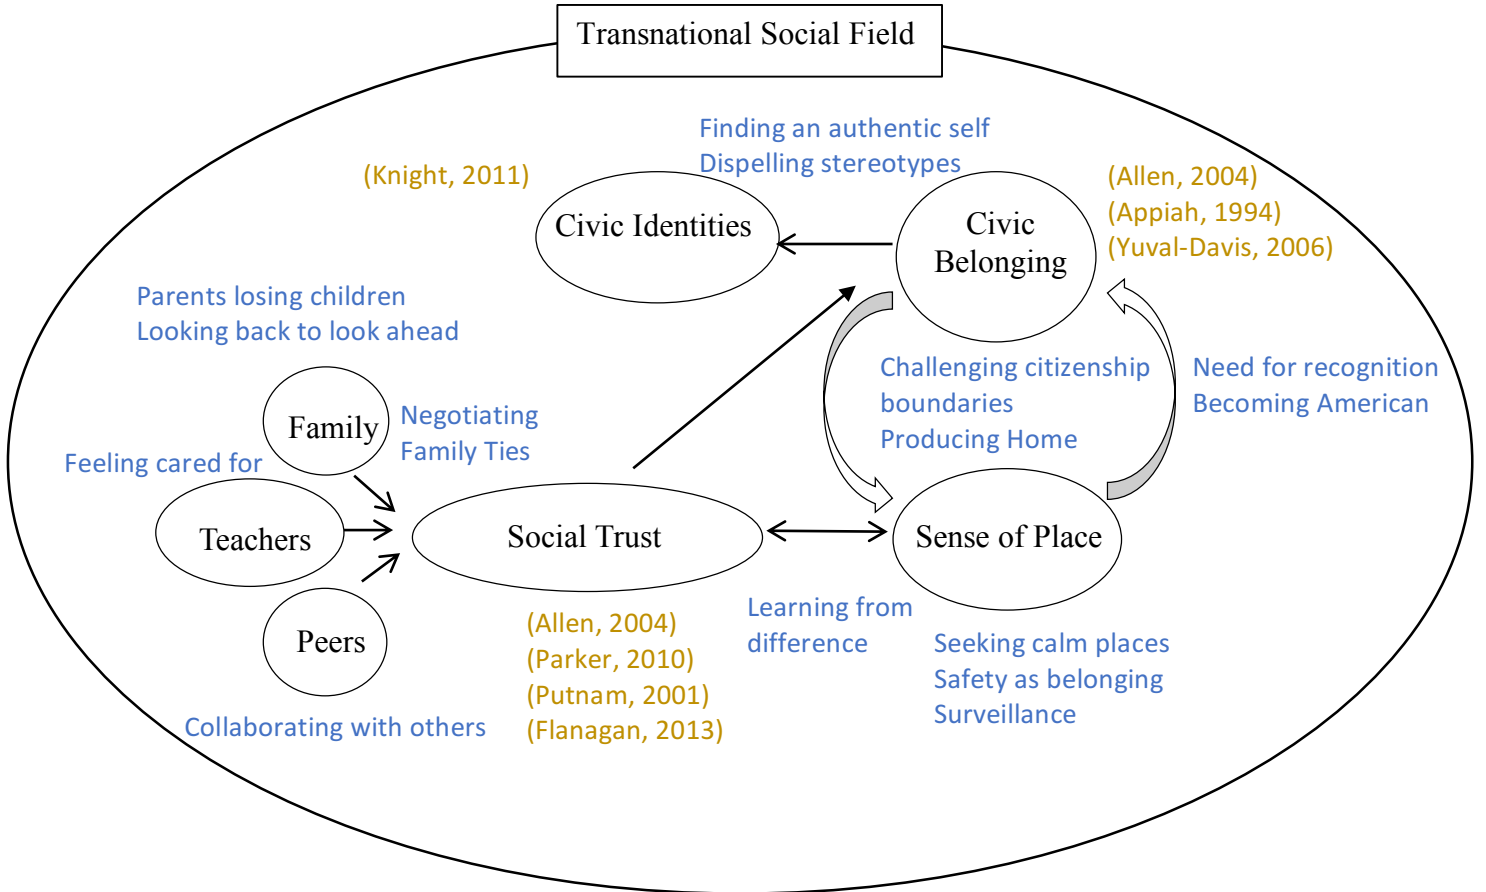 Transnational Social Field
Finding an authentic self
Dispelling stereotypes
(Knight, 2011)
Civic Identities
Civic
Belonging
(Allen, 2004)
(Appiah, 1994)
(Yuval-Davis, 2006)
Parents losing children
Looking back to look ahead
Family
Negotiating
Family Ties
Challenging citizenship
boundaries
Producing Home
Need for recognition
Becoming American
Feeling cared for
Teachers
Social Trust
Sense of Place
Peers
(Allen, 2004)
(Parker, 2010)
(Putnam, 2001)
(Flanagan, 2013)
Learning from
difference
Seeking calm places
Safety as belonging
Surveillance
Collaborating with others